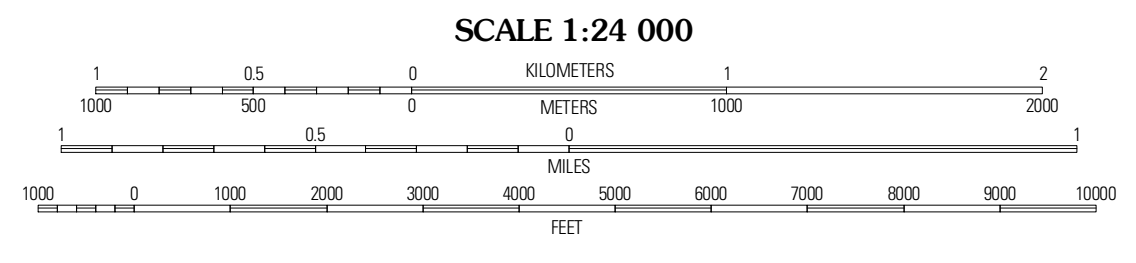 SCALE 1:24 000
1 0.5 0 KILOMETERS 1 2
1000 500 0 METERS 1000 2000
1 0.5 0 1
MILES
1000 0 1000 2000 3000 4000 5000 6000 7000 8000 9000 10000
FEET